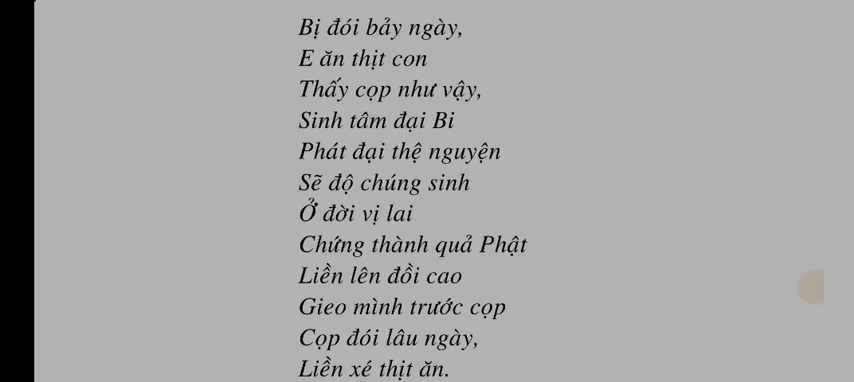 Bị đói bảy ngày,
E ăn thịt con
Thấy cọp như vậy,
Sinh tâm đại Bi
Phát đại thệ nguyện
Sẽ độ chúng sinh
Ở đời vị lai
Chứng thành quả Phật
Liền lên đồi cao
Gieo mình trước cọp
Cọp đói lâu ngày,
Liền xé thịt ăn.